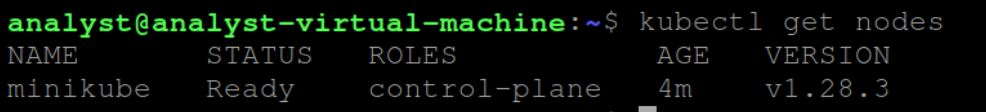 analyst@analyst-virtual-machine:~$ kubectl get nodes
NAME STATUS ROLES AGE VERSION
minikube Ready control-plane 4m v1.28.3